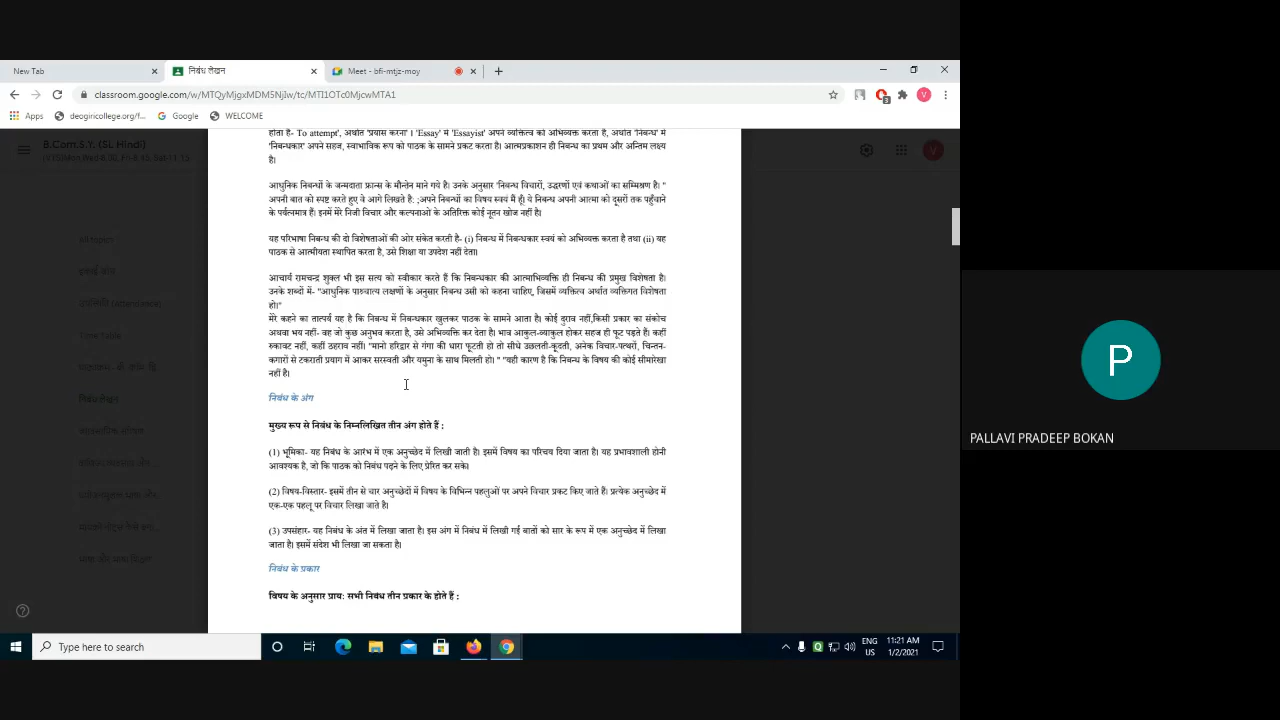 New Tab
निबंध लेखन
Meet - bfi-mtjz-moy
classroom.google.com/w/MTQyMjgxMDM5NjIw/tc/MTI1OTc0MjcwMTA1
Apps
deogiricollege.org/f...
Google
WELCOME
B.Com.S.Y. (SL Hindi)
होता है- To attempt', अर्थात 'प्रयास करना' । 'Essay' में 'Essayist' अपने व्यक्तित्व को अभिव्यक्त करता है, अर्थात 'निबन्ध' में
'निबन्धकार' अपने सहज, स्वाभाविक रूप को पाठक के सामने प्रकट करता है। आत्मप्रकाशन ही निबन्ध का प्रथम और अन्तिम लक्ष्य
है।
आधुनिक निबन्धों के जन्मदाता फ्रान्स के मौन्तेन माने गये है। उनके अनुसार 'निबन्ध विचारों, उद्धरणों एवं कथाओं का सम्मिश्रण है। "
अपनी बात को स्पष्ट करते हुए वे आगे लिखते है: ;अपने निबन्धों का विषय स्वयं मैं हूँ। ये निबन्ध अपनी आत्मा को दूसरों तक पहुँचाने
के पर्यत्नमात्र हैं। इनमें मेरे निजी विचार और कल्पनाओं के अतिरिक्त कोई नूतन खोज नहीं है।
यह परिभाषा निबन्ध की दो विशेषताओं की ओर संकेत करती है- (i) निबन्ध में निबन्धकार स्वयं को अभिव्यक्त करता है तथा (ii) यह
पाठक से आत्मीयता स्थापित करता है, उसे शिक्षा या उपदेश नहीं देता।
आचार्य रामचन्द्र शुक्ल भी इस सत्य को स्वीकार करते हैं कि निबन्धकार की आत्माभिव्यक्ति ही निबन्ध की प्रमुख विशेषता है।
उनके शब्दों में- "आधुनिक पाश्चात्य लक्षणों के अनुसार निबन्ध उसी को कहना चाहिए, जिसमें व्यक्तित्व अर्थात व्यक्तिगत विशेषता
हो।"
मेरे कहने का तात्पर्य यह है कि निबन्ध में निबन्धकार खुलकर पाठक के सामने आता है। कोई दुराव नहीं,किसी प्रकार का संकोच
अथवा भय नहीं- वह जो कुछ अनुभव करता है, उसे अभिव्यक्ति कर देता है। भाव आकुल-व्याकुल होकर सहज ही फूट पड़ते हैं। कहीं
रुकावट नहीं, कहीं ठहराव नहीं। "मानो हरिद्वार से गंगा की धारा फूटती हो तो सीधे उछलती-कूदती, अनेक विचार-पत्थरों, चिन्तन-
कगारों से टकराती प्रयाग में आकर सरस्वती और यमुना के साथ मिलती हो। " "यही कारण है कि निबन्ध के विषय की कोई सीमारेखा
नहीं है।
निबंध के अंग
मुख्य रूप से निबंध के निम्नलिखित तीन अंग होते हैं :
(1) भूमिका- यह निबंध के आरंभ में एक अनुच्छेद में लिखी जाती है। इसमें विषय का परिचय दिया जाता है। यह प्रभावशाली होनी
आवश्यक है, जो कि पाठक को निबंध पढ़ने के लिए प्रेरित कर सके।
(2) विषय-विस्तार- इसमें तीन से चार अनुच्छेदों में विषय के विभिन्न पहलुओं पर अपने विचार प्रकट किए जाते हैं। प्रत्येक अनुच्छेद में
एक-एक पहलू पर विचार लिखा जाते है।
(3) उपसंहार- यह निबंध के अंत में लिखा जाता है। इस अंग में निबंध में लिखी गई बातों को सार के रूप में एक अनुच्छेद में लिखा
जाता है। इसमें संदेश भी लिखा जा सकता है।
निबंध के प्रकार
विषय के अनुसार प्राय: सभी निबंध तीन प्रकार के होते हैं :
P
PALLAVI PRADEEP BOKAN
Type here to search
ENG
US
11:21 AM
1/2/2021